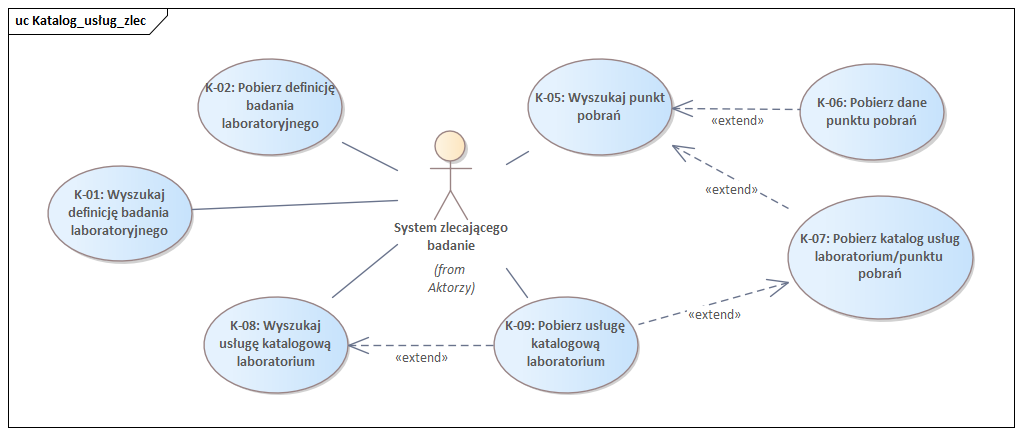 uc Katalog_usług_zlec
K-02: Pobierz definicję
badania
laboratoryjnego
K-05: Wyszukaj punkt
pobrań
K-06: Pobierz dane
punktu pobrań
«extend»
K-01: Wyszukaj
definicję badania
laboratoryjnego
«extend»
System zlecającego
badanie
(from
Aktorzy)
K-07: Pobierz katalog usług
laboratorium/punktu
pobrań
K-08: Wyszukaj
usługę katalogową
laboratorium
«extend»
K-09: Pobierz usługę
katalogową
laboratorium
«extend»